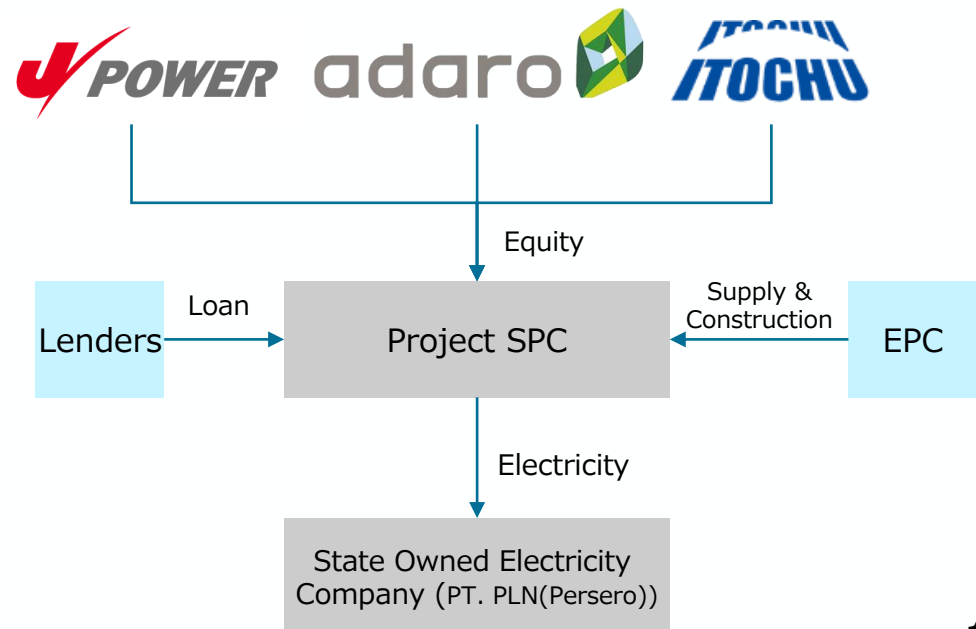 POWER
adaro
ITOCHU
Equity
Lenders
Loan
Project SPC
Supply &
Construction
EPC
Electricity
State Owned Electricity
Company (PT. PLN(Persero))